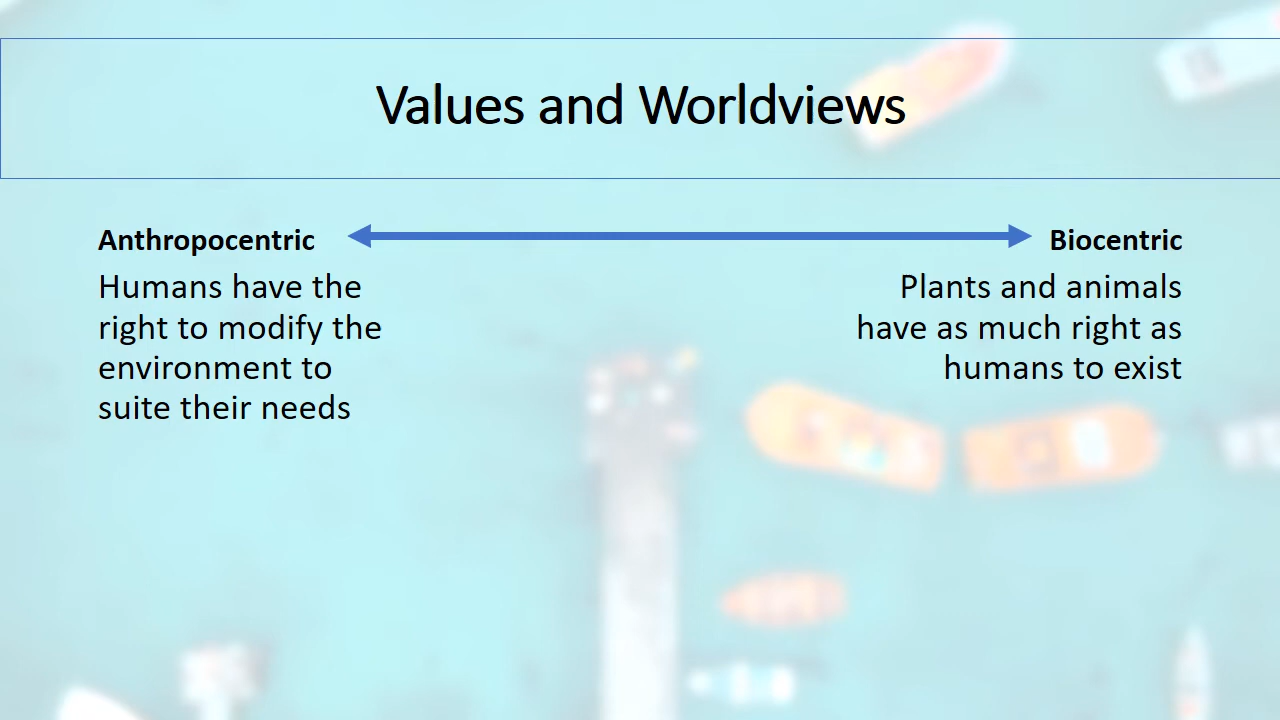 Values and Worldviews
Anthropocentric
Humans have the
right to modify the
environment to
suite their needs
Biocentric
Plants and animals
have as much right as
humans to exist